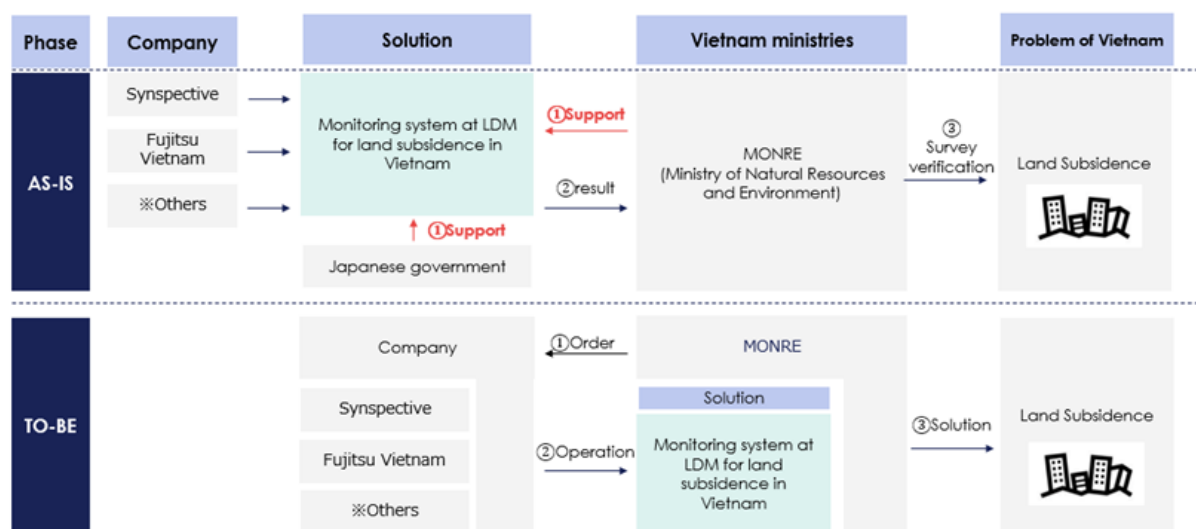 Phase
Company
Solution
Vietnam ministries
Problem of Vietnam
AS-IS
Synspective
Fujitsu
Vietnam
※Others
Monitoring system at LDM
for land subsidence in
Vietnam
①Support
Japanese government
①Support
②result
MONRE
(Ministry of Natural Resources
and Environment)
③
Survey
verification
Land Subsidence
TO-BE
Company
Synspective
Fujitsu Vietnam
※Others
①Order
②Operation
MONRE
Solution
Monitoring system at
LDM for land
subsidence in
Vietnam
③Solution
Land Subsidence